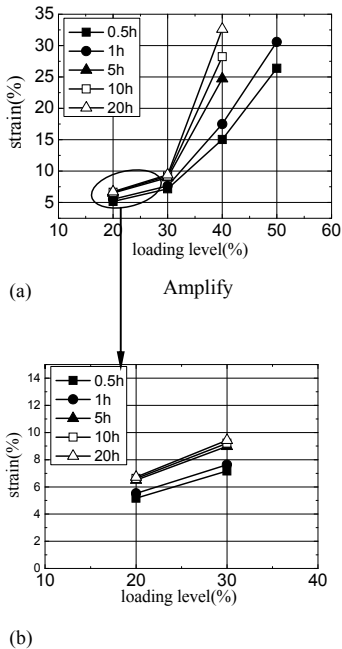 35
30
25
20
15
10
5
strain(%)
0.5h
1h
5h
10h
20h
10 20 30 40 50 60
loading level(%)
(a)
Amplify
14
12
10
8
6
4
2
0
strain(%)
0.5h
1h
5h
10h
20h
10 20 30 40
loading level(%)
(b)